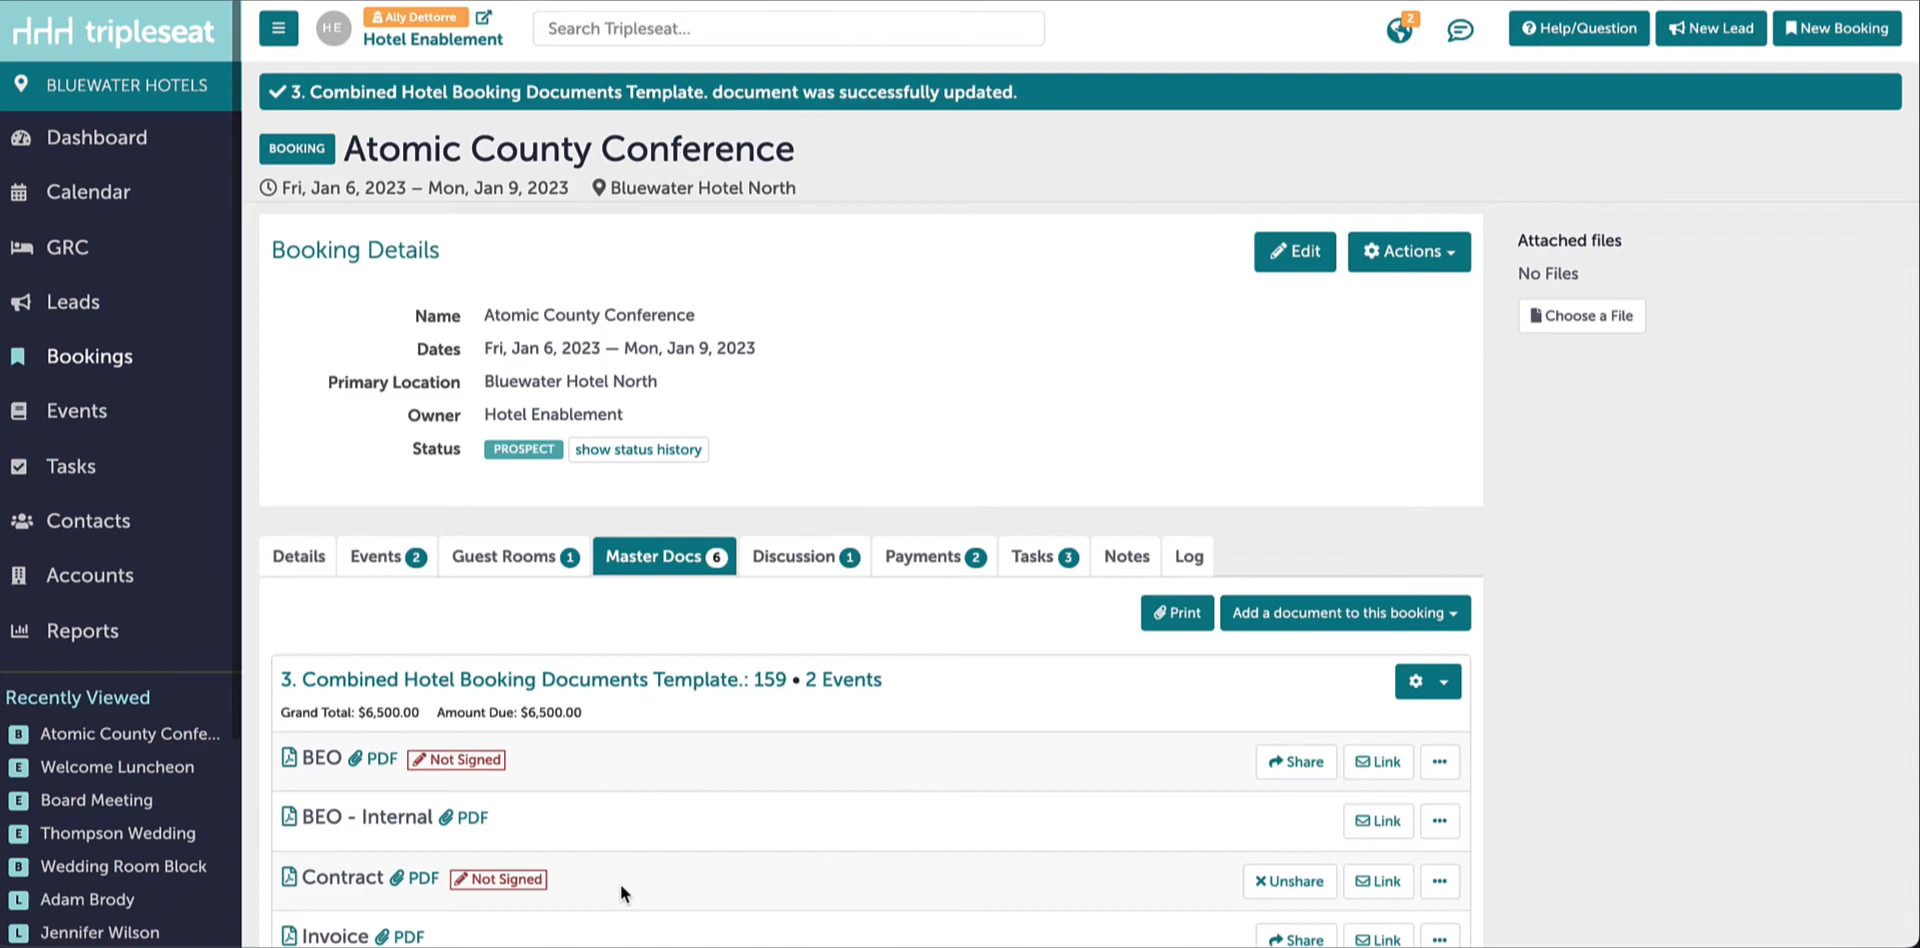 tripleseat
HE
Ally Dettorre
Hotel Enablement
Search Tripleseat...
2
Help/Question
New Lead
New Booking
BLUEWATER HOTELS
Dashboard
Calendar
GRC
Leads
Bookings
Events
Tasks
Contacts
Accounts
Reports
Recently Viewed
B Atomic County Confe...
E Welcome Luncheon
E Board Meeting
E Thompson Wedding
B Wedding Room Block
L Adam Brody
L Jennifer Wilson
3. Combined Hotel Booking Documents Template. document was successfully updated.
BOOKING Atomic County Conference
Fri, Jan 6, 2023 – Mon, Jan 9, 2023 Bluewater Hotel North
Booking Details
Edit
Actions
Name Atomic County Conference
Dates Fri, Jan 6, 2023 — Mon, Jan 9, 2023
Primary Location Bluewater Hotel North
Owner Hotel Enablement
Status PROSPECT show status history
Attached files
No Files
Choose a File
Details Events 2 Guest Rooms 1 Master Docs 6 Discussion 1 Payments 2 Tasks 3 Notes Log
Print Add a document to this booking
3. Combined Hotel Booking Documents Template.: 159 • 2 Events
Grand Total: $6,500.00 Amount Due: $6,500.00
BEO PDF Not Signed Share Link ...
BEO - Internal PDF Link ...
Contract PDF Not Signed Unshare Link ...
Invoice PDF Share Link ...